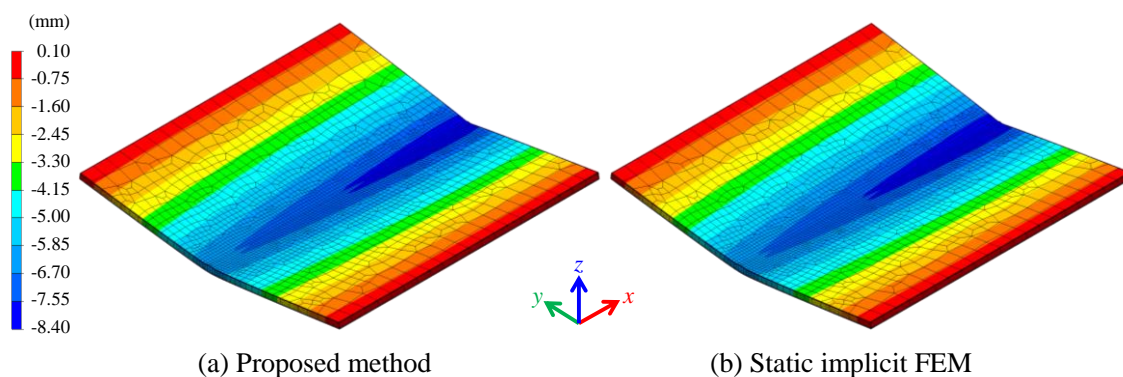 (mm)
0.10
-0.75
-1.60
-2.45
-3.30
-4.15
-5.00
-5.85
-6.70
-7.55
-8.40
z
y
x
(a) Proposed method
(b) Static implicit FEM